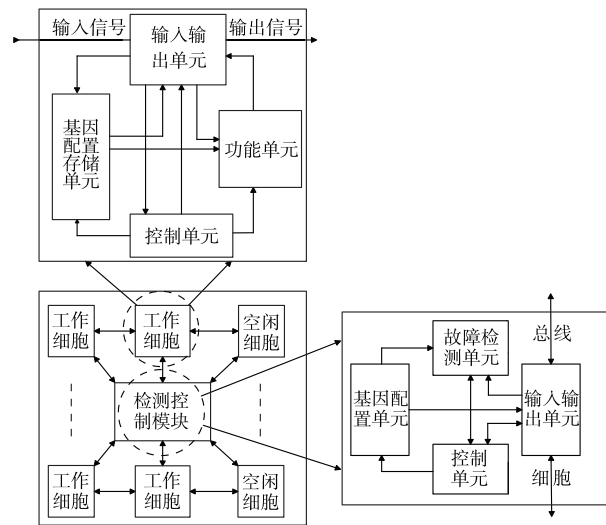 输入信号
输入输
出单元
输出信号
基因
配置
存储
单元
功能单元
控制单元
工作
细胞
工作
细胞
空闲
细胞
检测控
制模块
工作
细胞
工作
细胞
空闲
细胞
总线
故障检
测单元
基因配
置单元
输入输
出单元
控制
单元
细胞